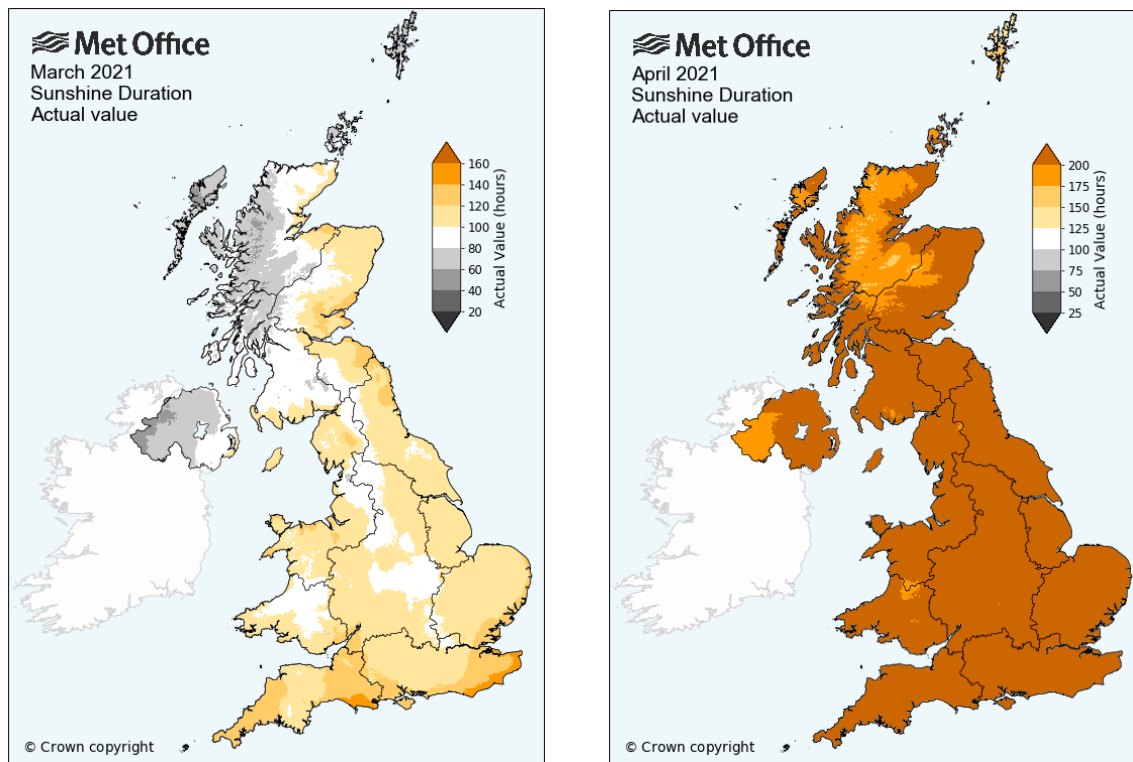 Met Office
March 2021
Sunshine Duration
Actual value
160
140
120
100
80
60
40
20
Actual Value (hours)
© Crown copyright
Met Office
April 2021
Sunshine Duration
Actual value
200
175
150
125
100
75
50
25
Actual Value (hours)
© Crown copyright